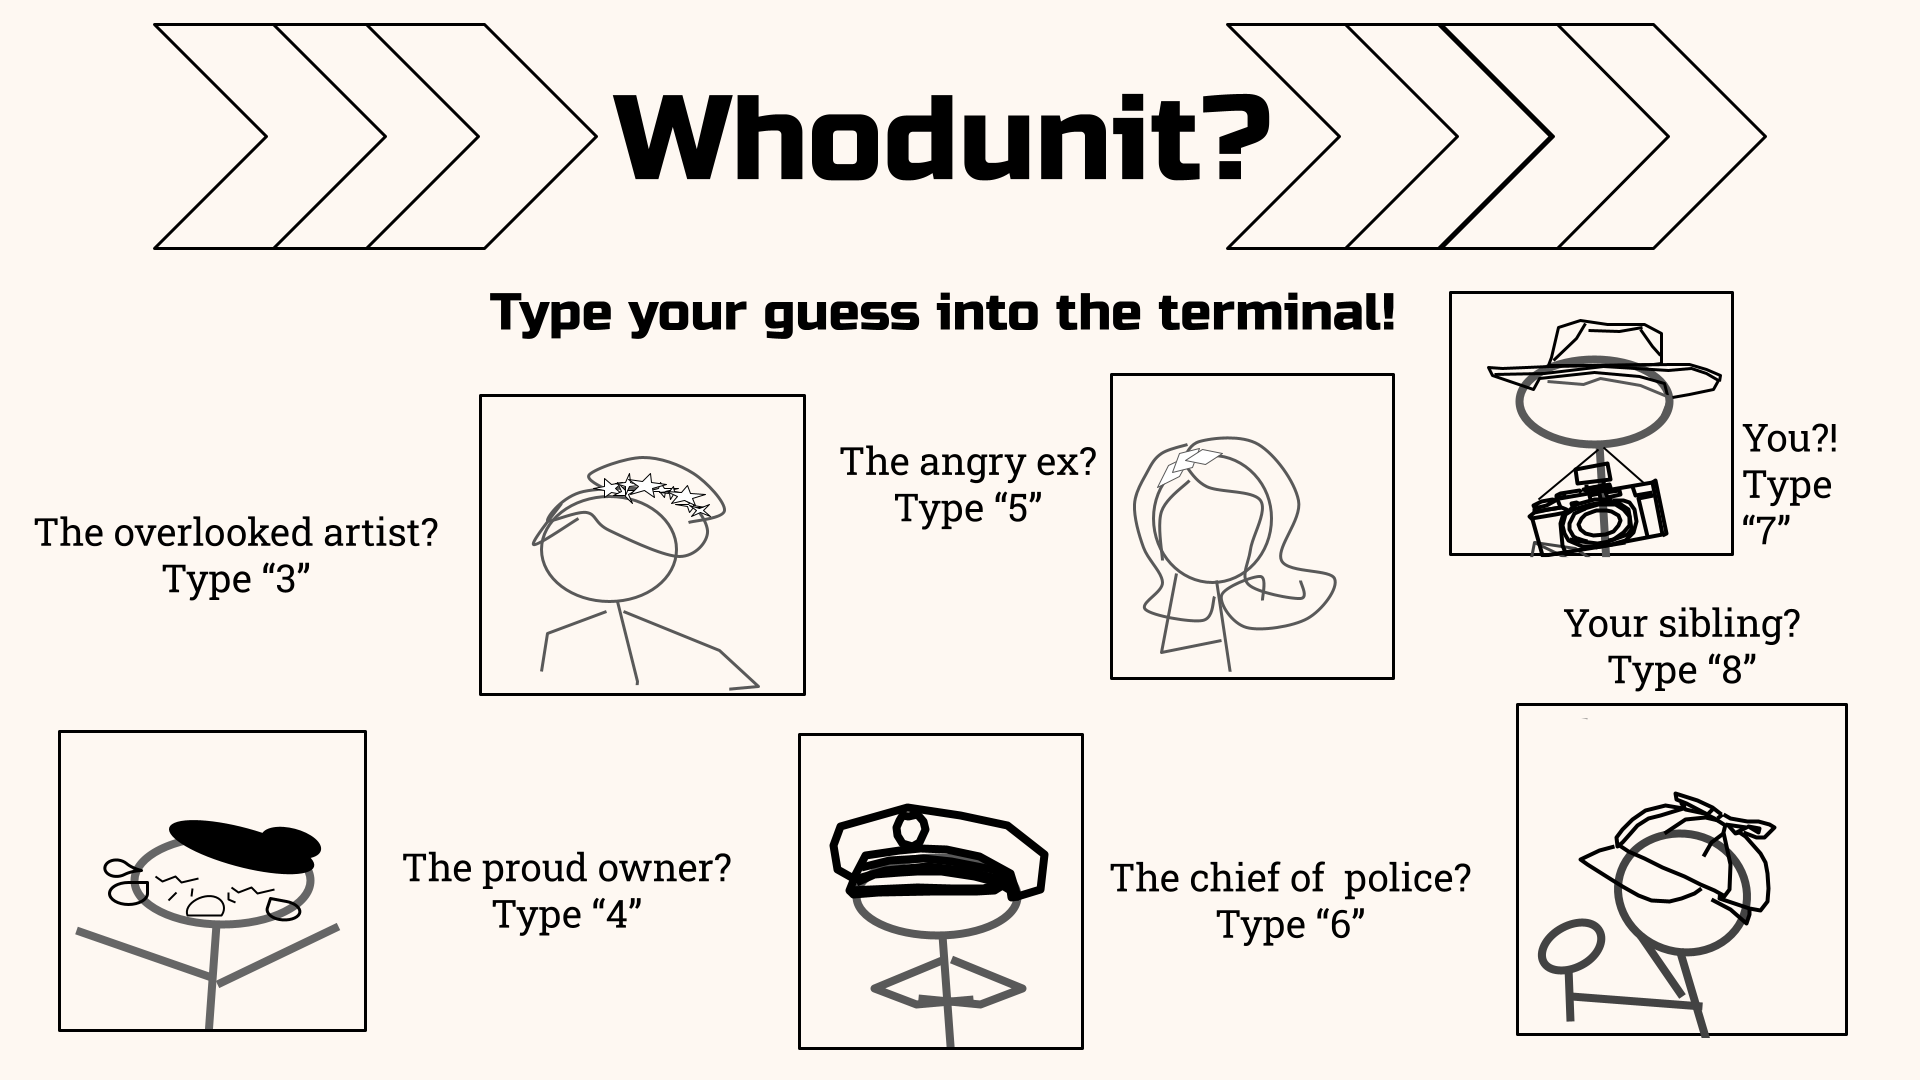 Whodunit?
Type your guess into the terminal!
The overlooked artist?
Type “3”
The angry ex?
Type “5”
You?!
Type
“7”
Your sibling?
Type “8”
The proud owner?
Type “4”
The chief of  police?
Type “6”